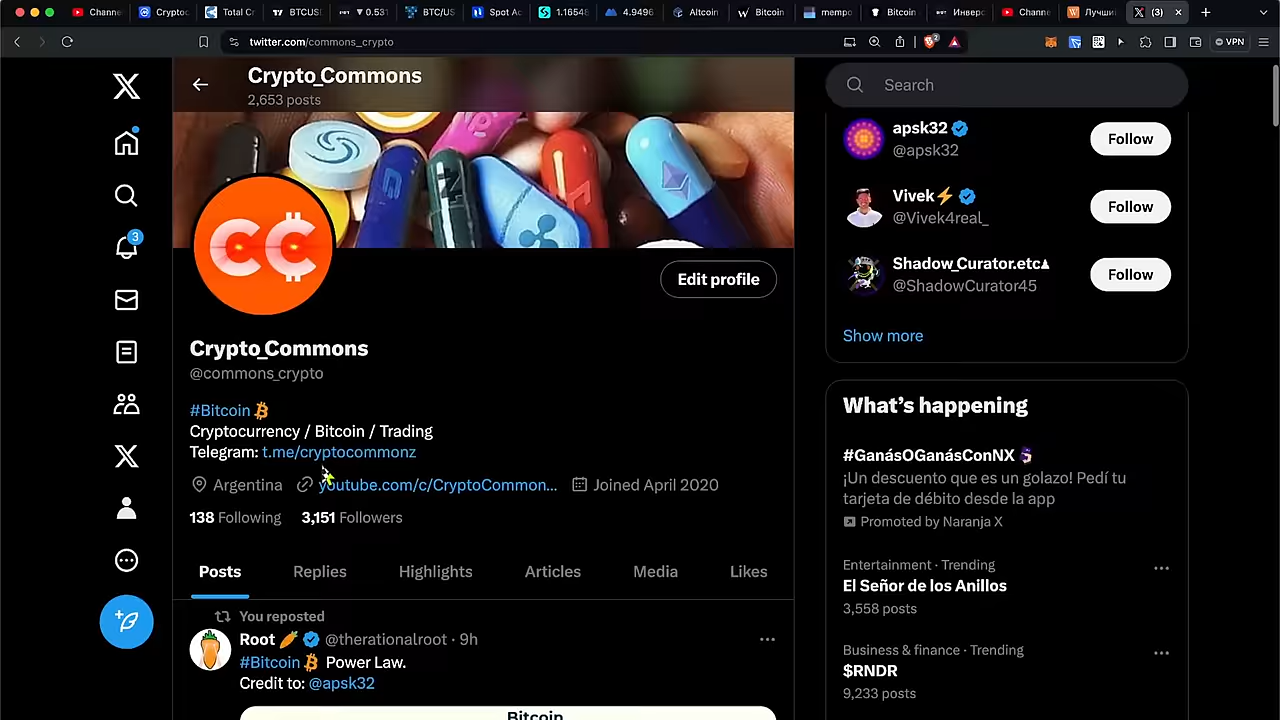 Channe
Cryptoc
Total Cr
BTCUSD
▼ 0.531
BTC/US
Spot Ac
1.16548
4.9496
Altcoin
Bitcoin
mempo
Bitcoin
Инверс
Channe
Лучши
(3)
twitter.com/commons_crypto
2
VPN
Crypto_Commons
2,653 posts
Search
apsk32
@apsk32
Follow
Vivek⚡
@Vivek4real_
Follow
Shadow_Curator.etc▲
@ShadowCurator45
Follow
Show more
3
CC
Edit profile
Crypto_Commons
@commons_crypto
#Bitcoin
Cryptocurrency / Bitcoin / Trading
Telegram: t.me/cryptocommonz
Argentina youtube.com/c/CryptoCommon... Joined April 2020
138 Following 3,151 Followers
Posts Replies Highlights Articles Media Likes
You reposted
Root 🥕 @therationalroot · 9h
#Bitcoin Power Law.
Credit to: @apsk32
Bitcoin
What's happening
#GanásOGanásConNX
¡Un descuento que es un golazo! Pedí tu
tarjeta de débito desde la app
Promoted by Naranja X
Entertainment · Trending
El Señor de los Anillos
3,558 posts
Business & finance · Trending
$RNDR
9,233 posts